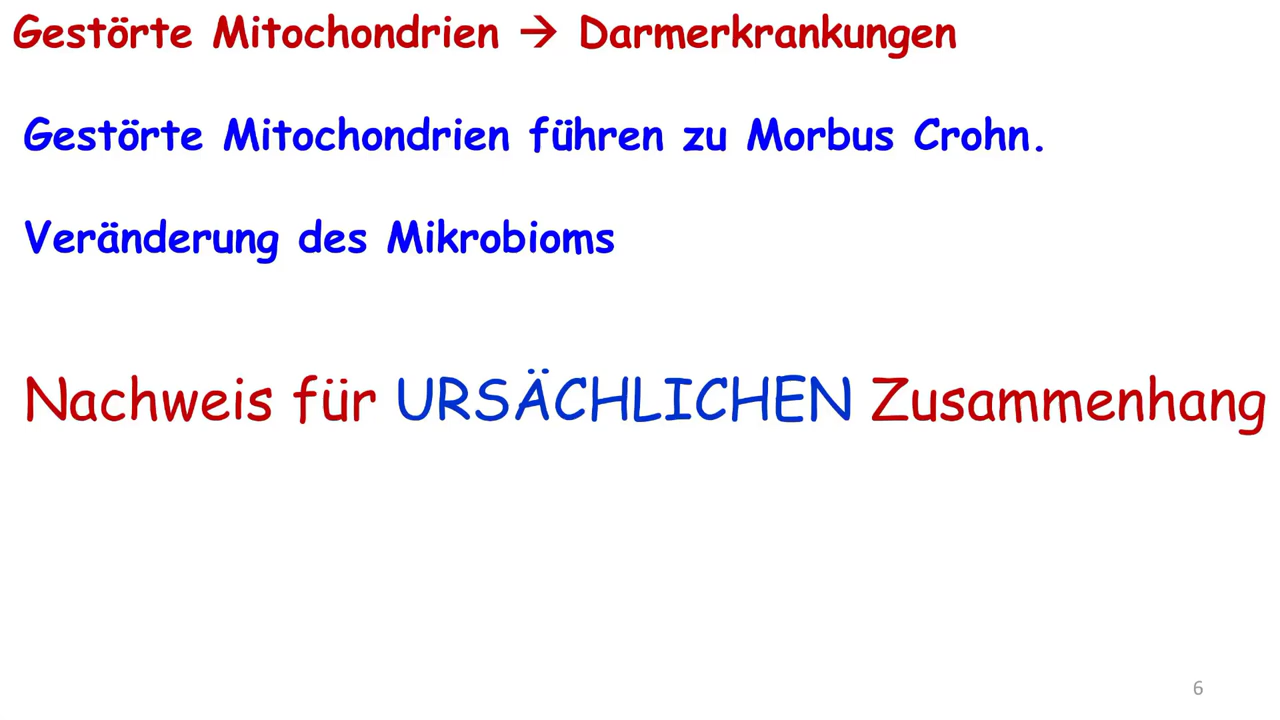 Gestörte Mitochondrien → Darmerkrankungen
Gestörte Mitochondrien führen zu Morbus Crohn.
Veränderung des Mikrobioms
Nachweis für URSÄCHLICHEN Zusammenhang
6